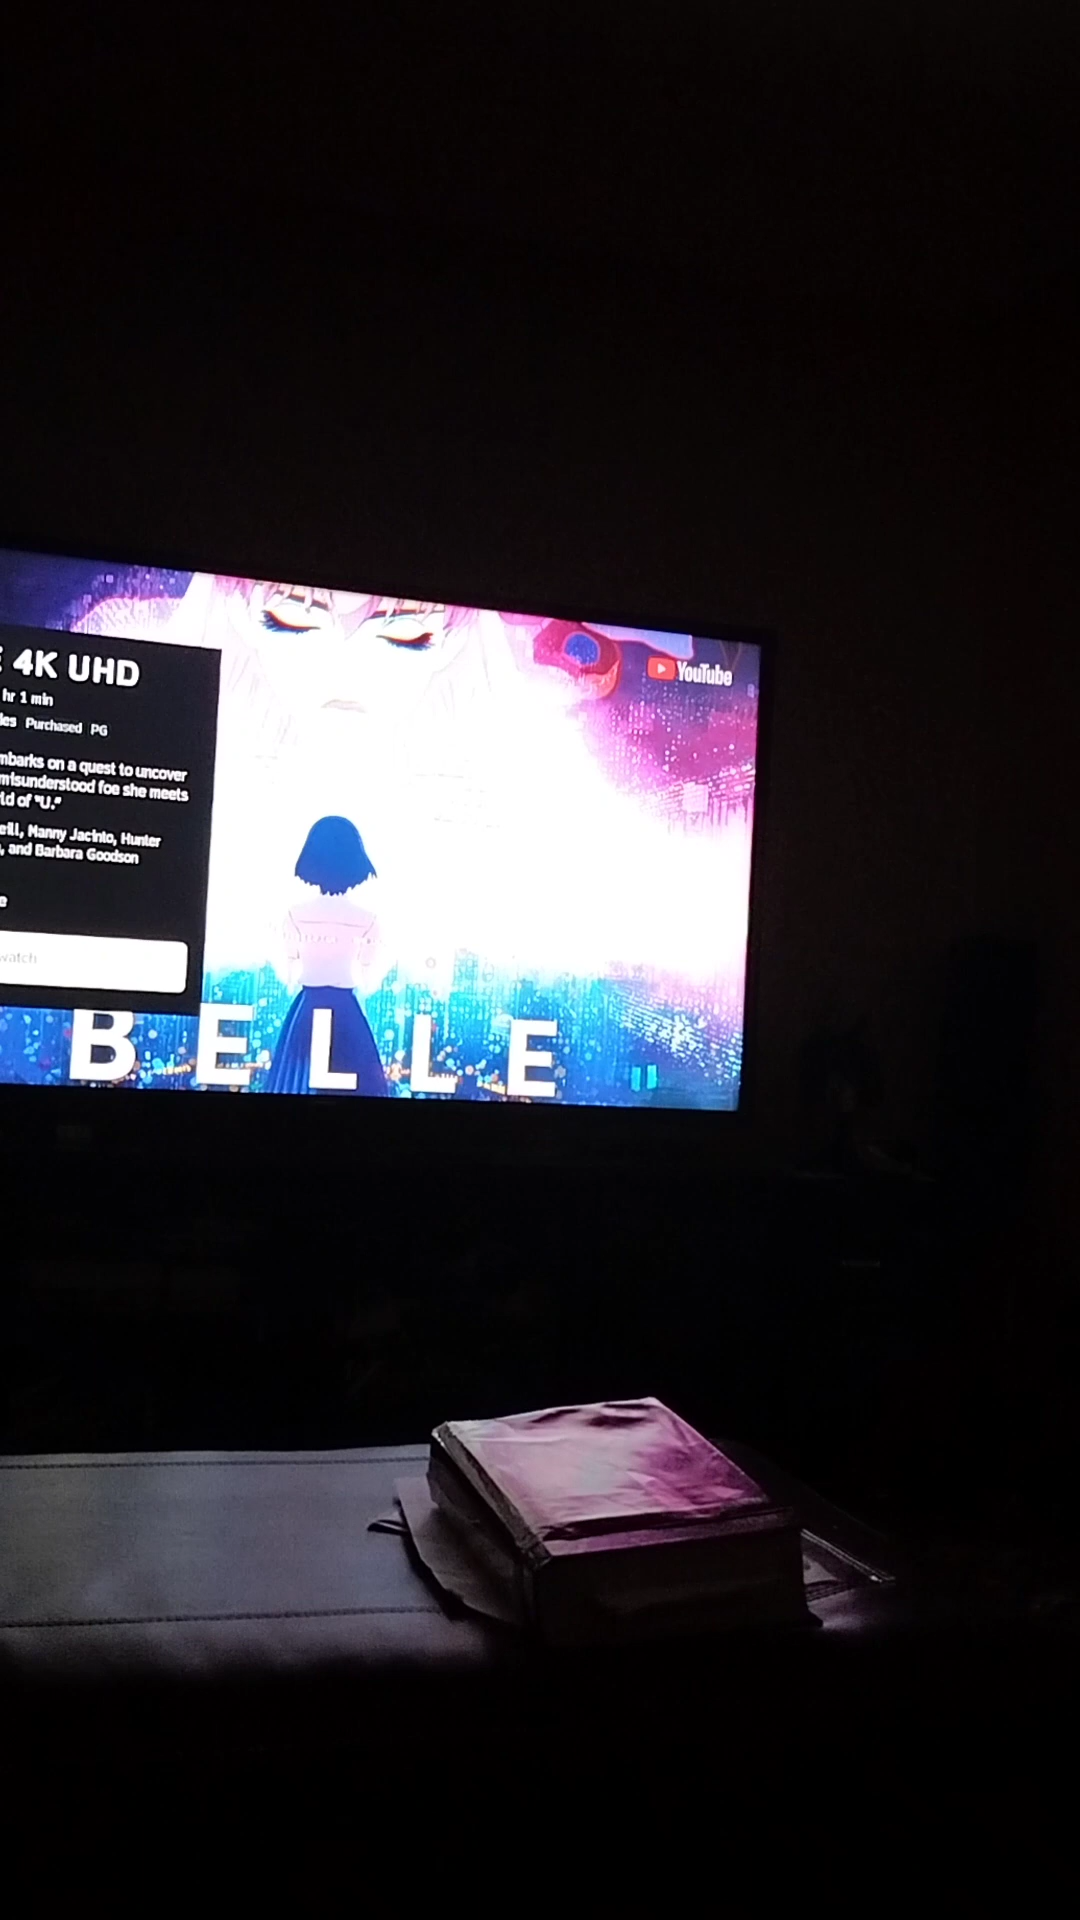 4K UHD
YouTube
hr 1 min
Purchased PG
mbarks on a quest to uncover
misunderstood foe she meets
ld of "U."
eill, Manny Jacinto, Hunter
, and Barbara Goodson
e
watch
BELLE